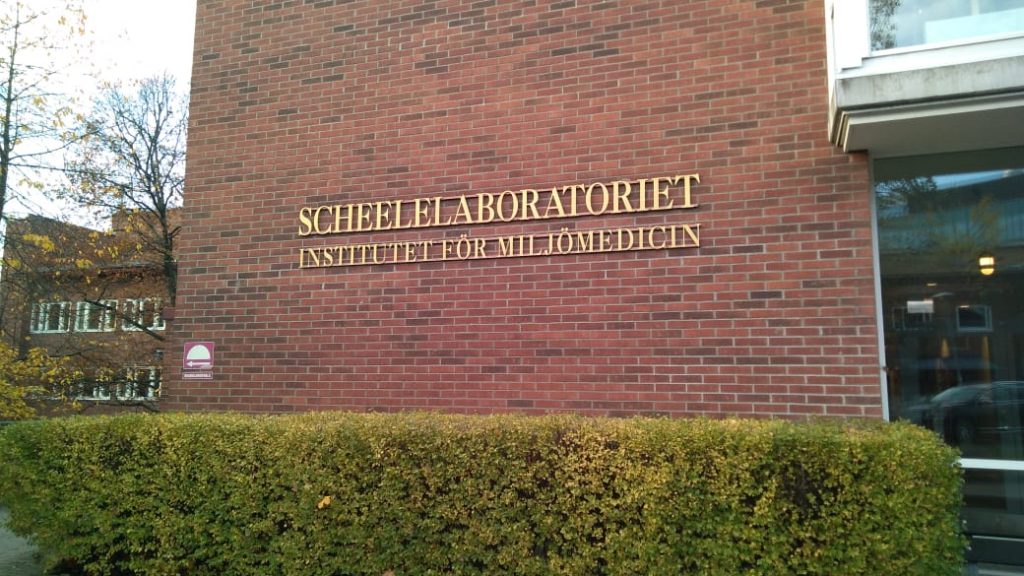 SCHEELELABORATORIET
INSTITUTET FÖR MILJÖMEDICIN